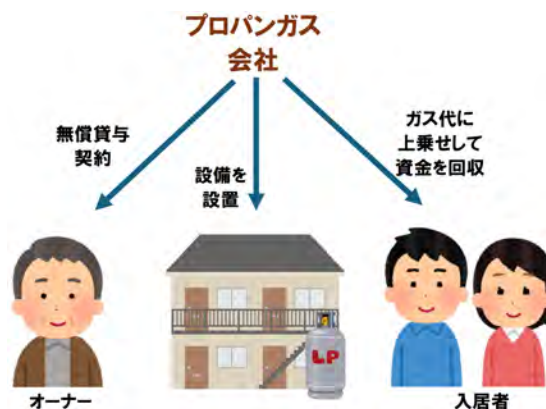 プロパンガス
会社
無償貸与
契約
設備を
設置
ガス代に
上乗せして
資金を回収
LP
オーナー
入居者